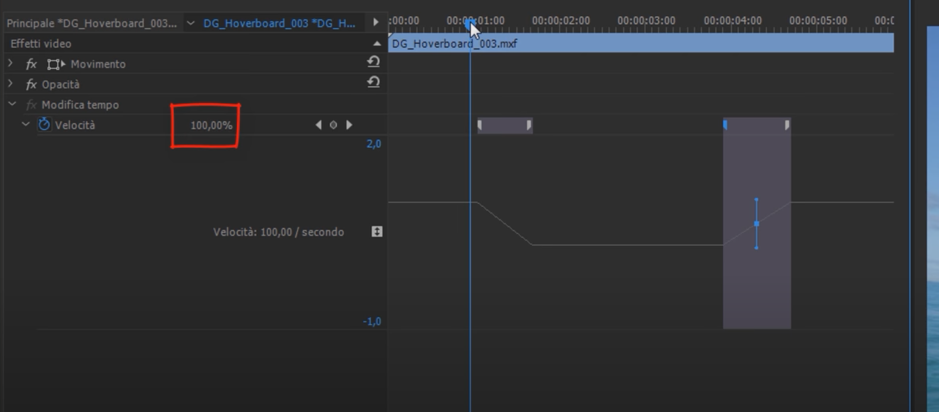 Principale *DG_Hoverboard_003... DG_Hoverboard_003 *DG_H...
:00:00 00:00:01:00 00:00:02:00 00:00:03:00 00:00:04:00 00:00:05:00 00:0
Effetti video
DG_Hoverboard_003.mxf
fx Movimento
fx Opacità
fx Modifica tempo
Velocità 100,00%
2,0
Velocità: 100,00 / secondo
-1,0